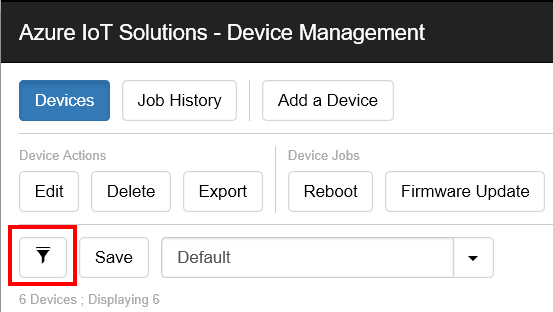 Azure IoT Solutions - Device Management
Devices Job History Add a Device
Device Actions Device Jobs
Edit Delete Export Reboot Firmware Update
Save Default
6 Devices ; Displaying 6